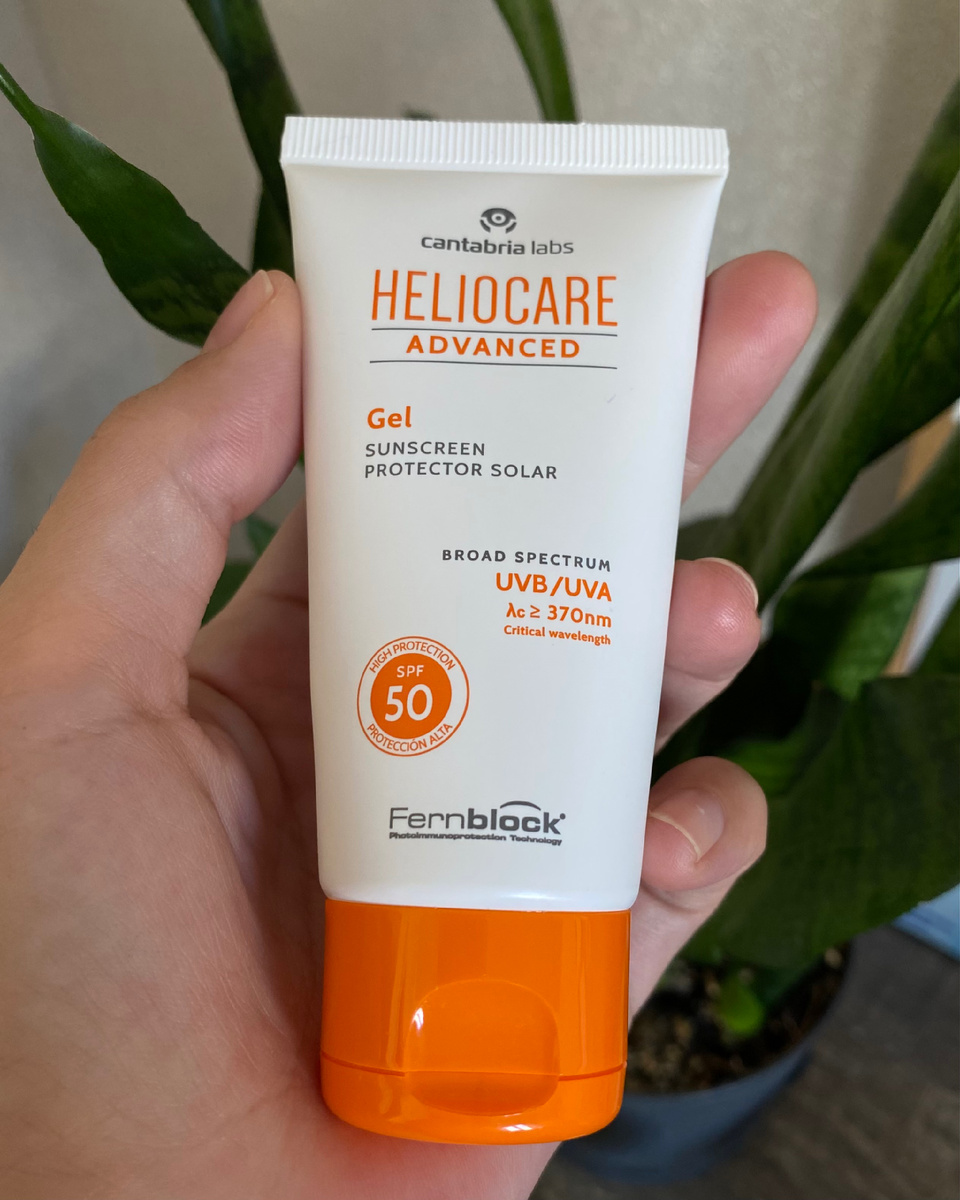 cantabria labs
HELIOCARE
ADVANCED
Gel
SUNSCREEN
PROTECTOR SOLAR
BROAD SPECTRUM
UVB/UVA
λc ≥ 370nm
Critical wavelength
HIGH PROTECTION
SPF
50
PROTECCIÓN ALTA
Fernblock®
Photoimmunoprotection Technology